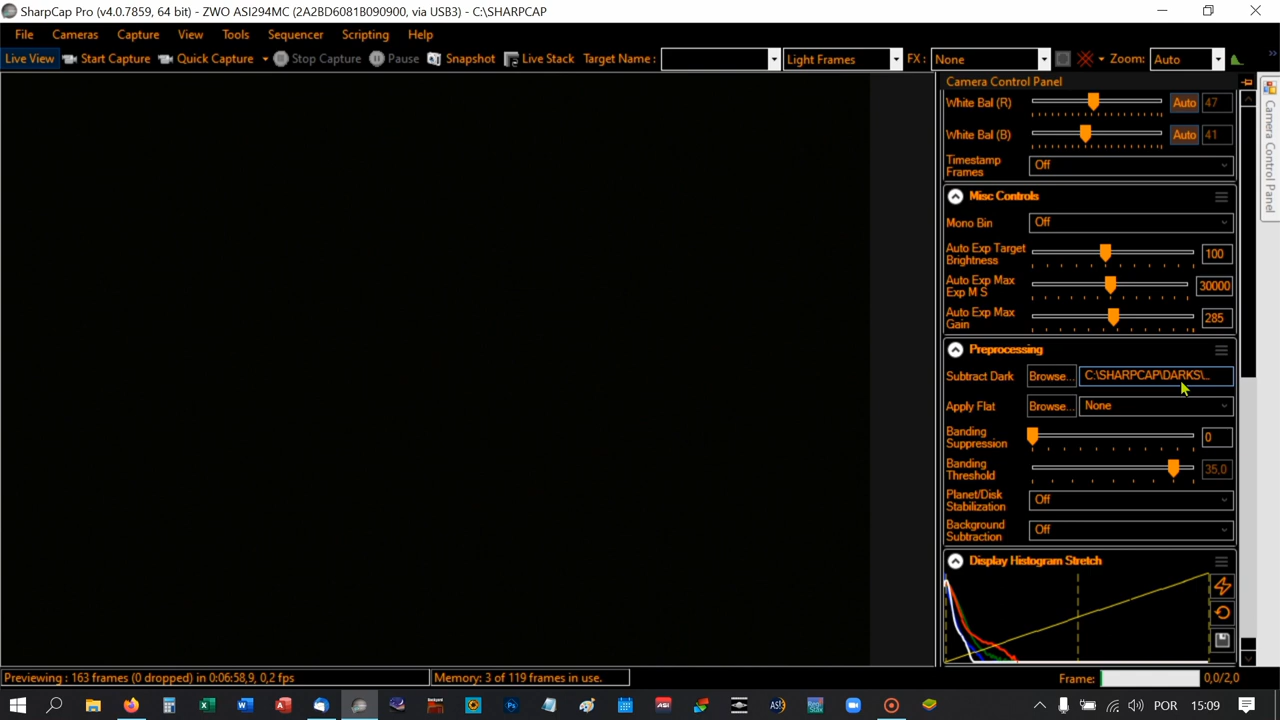 SharpCap Pro (v4.0.7859, 64 bit) - ZWO ASI294MC (2A2BD6081B090900, via USB3) - C:\SHARPCAP
File Cameras Capture View Tools Sequencer Scripting Help
Live View Start Capture Quick Capture Stop Capture Pause Snapshot Live Stack Target Name : Light Frames FX : None Zoom: Auto
Camera Control Panel
White Bal (R) Auto 47
White Bal (B) Auto 41
Timestamp Frames Off
Misc Controls
Mono Bin Off
Auto Exp Target Brightness 100
Auto Exp Max Exp M S 30000
Auto Exp Max Gain 285
Preprocessing
Subtract Dark Browse... C:\SHARPCAP\DARKS\...
Apply Flat Browse... None
Banding Suppression 0
Banding Threshold 35,0
Planet/Disk Stabilization Off
Background Subtraction Off
Display Histogram Stretch
Camera Control Panel
Previewing : 163 frames (0 dropped) in 0:06:58,9, 0,2 fps Memory: 3 of 119 frames in use. Frame: 0,0/2,0
POR 15:09